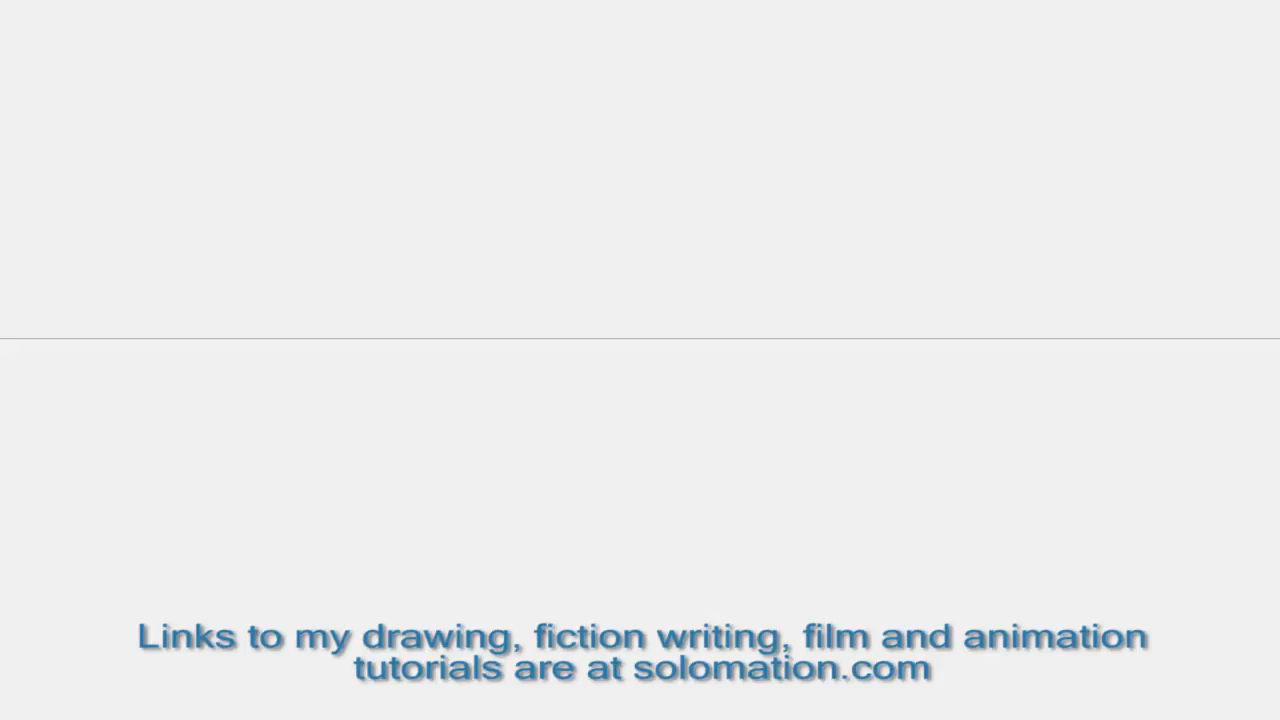 Links to my drawing, fiction writing, film and animation
tutorials are at solomation.com